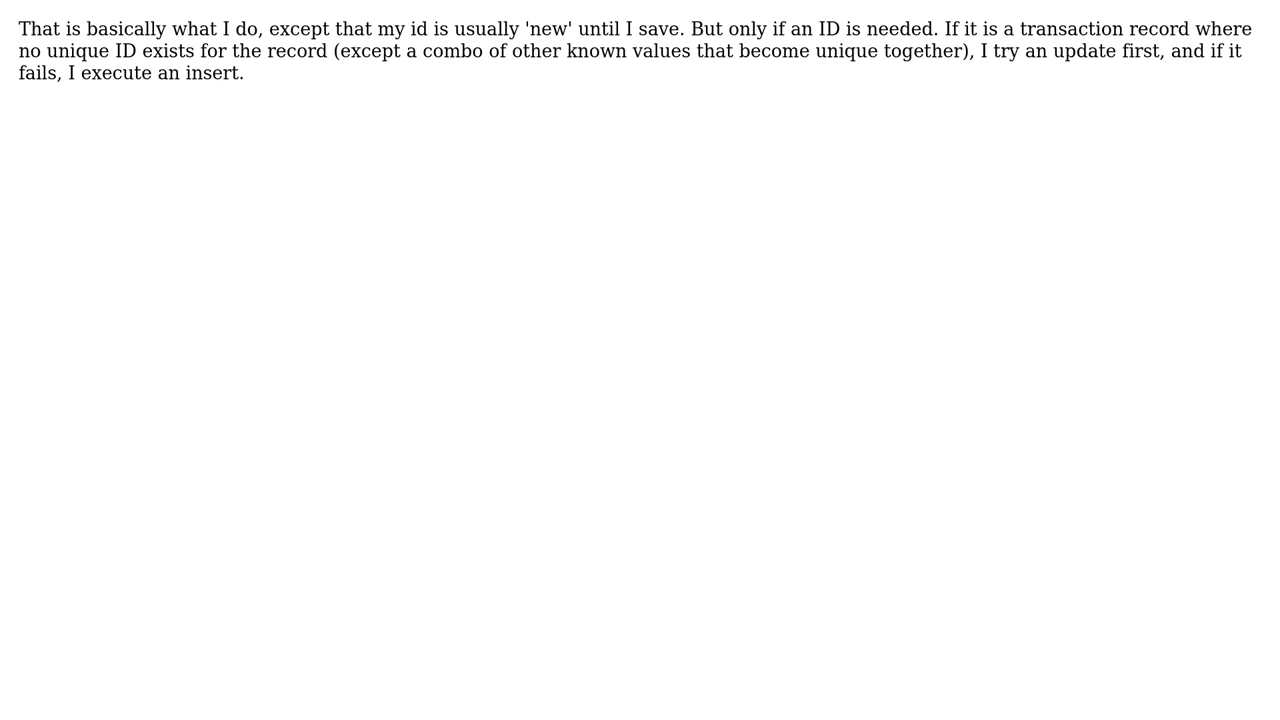 That is basically what I do, except that my id is usually 'new' until I save. But only if an ID is needed. If it is a transaction record where
no unique ID exists for the record (except a combo of other known values that become unique together), I try an update first, and if it
fails, I execute an insert.